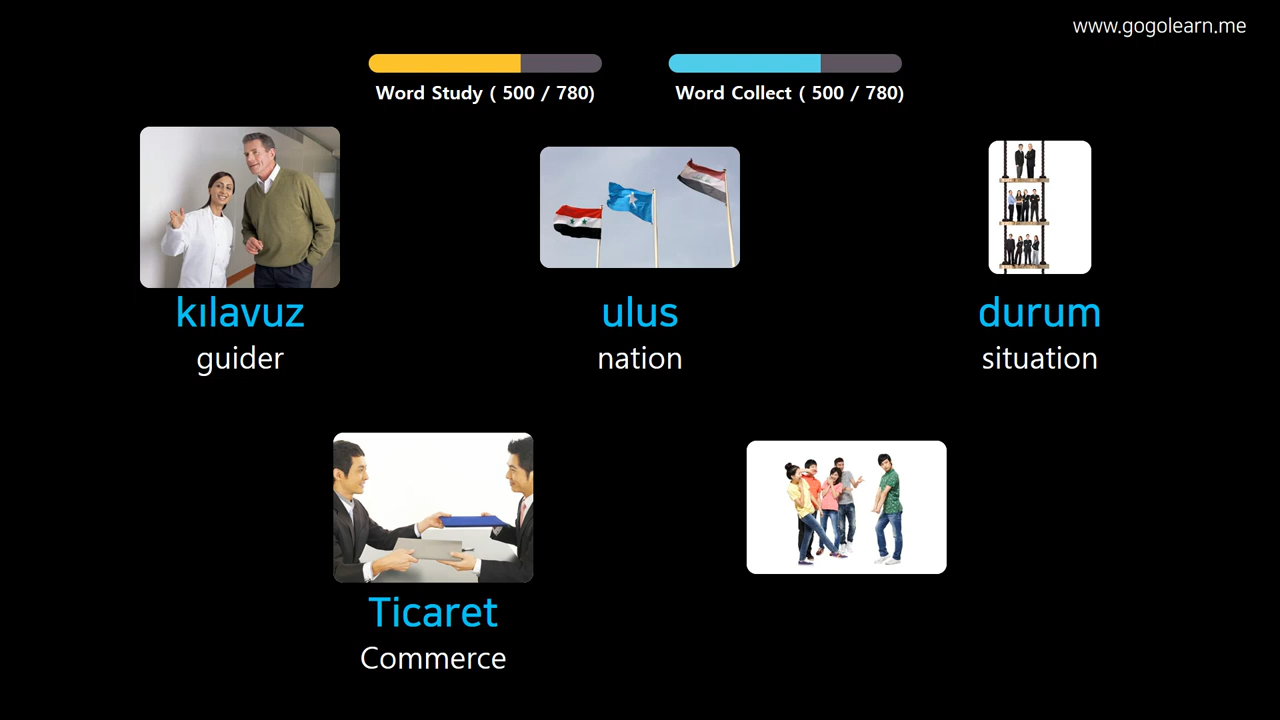 www.gogolearn.me
Word Study ( 500 / 780)
Word Collect ( 500 / 780)
kılavuz
guider
ulus
nation
durum
situation
Ticaret
Commerce